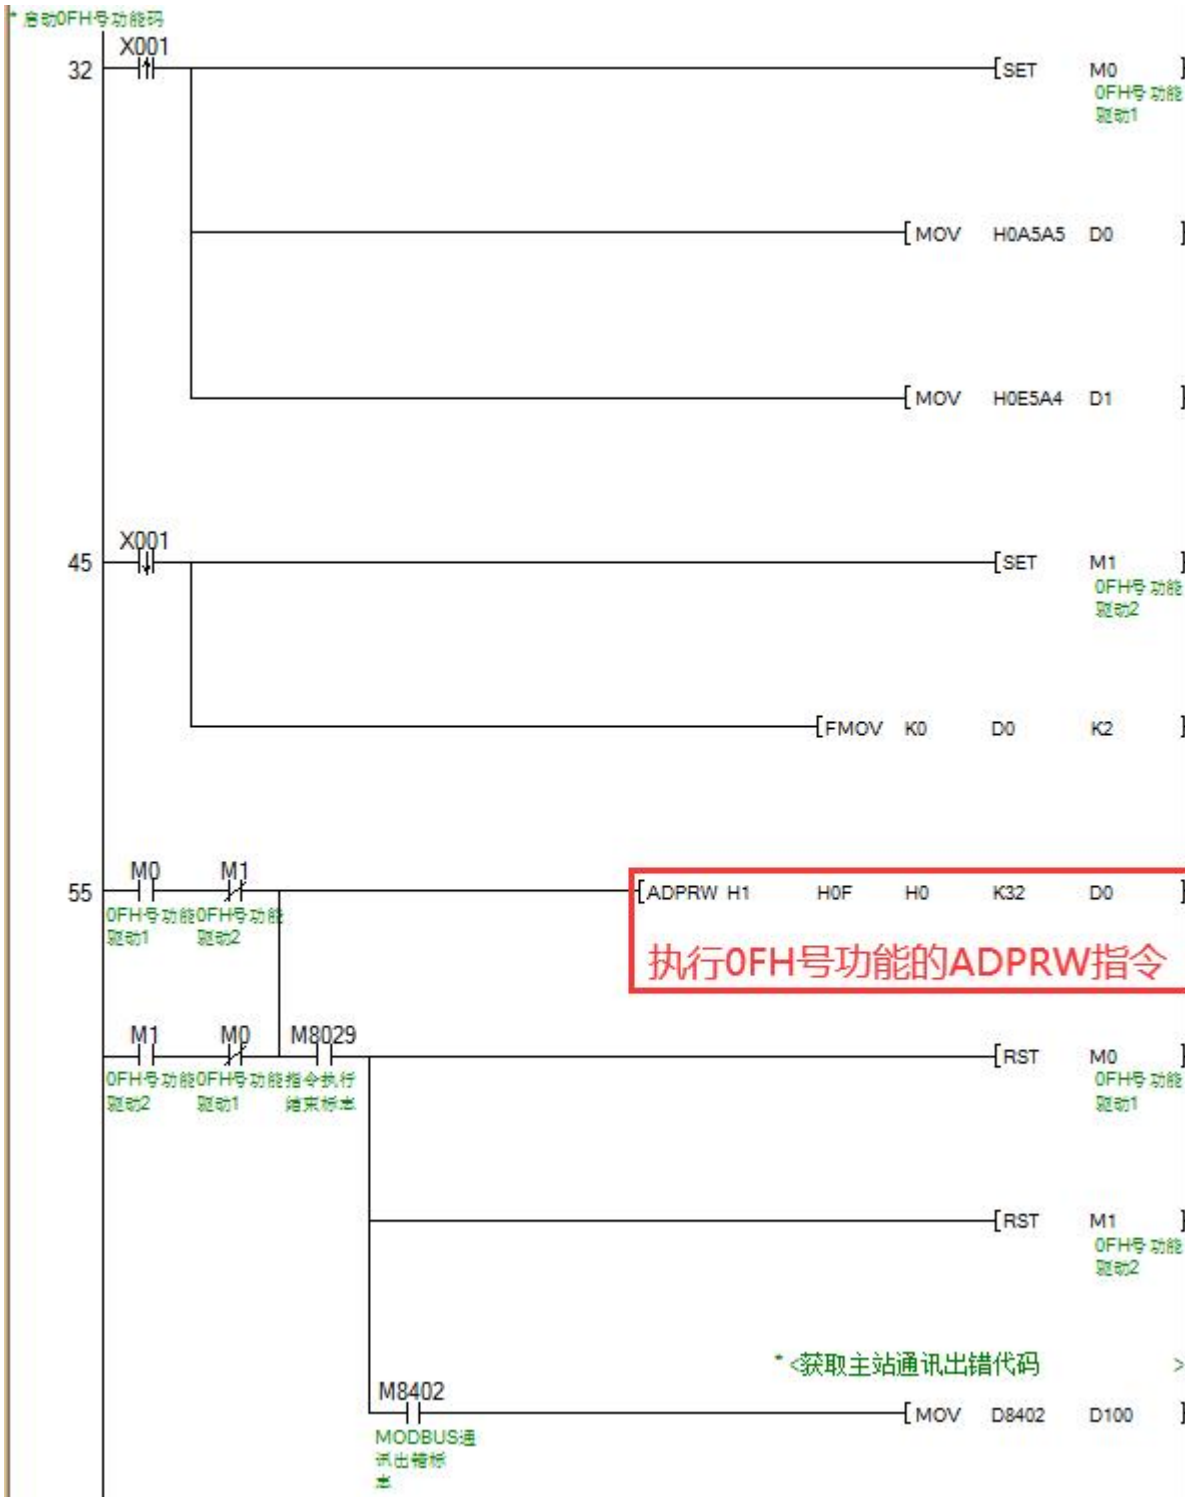 * 启动0FH号功能码
X001
32 [SET M0 ]
0FH号功能
驱动1
[MOV H0A5A5 D0 ]
[MOV H0E5A4 D1 ]
X001
45 [SET M1 ]
0FH号功能
驱动2
[FMOV K0 D0 K2 ]
M0 M1
55 [ADPRW H1 H0F H0 K32 D0 ]
0FH号功能 0FH号功能
驱动1 驱动2
执行0FH号功能的ADPRW指令
M1 M0 M8029
[RST M0 ]
0FH号功能 0FH号功能 指令执行 0FH号功能
驱动2 驱动1 结束标志 驱动1
[RST M1 ]
0FH号功能
驱动2
* <获取主站通讯出错代码 >
M8402
[MOV D8402 D100 ]
MODBUS通
讯出错标
志